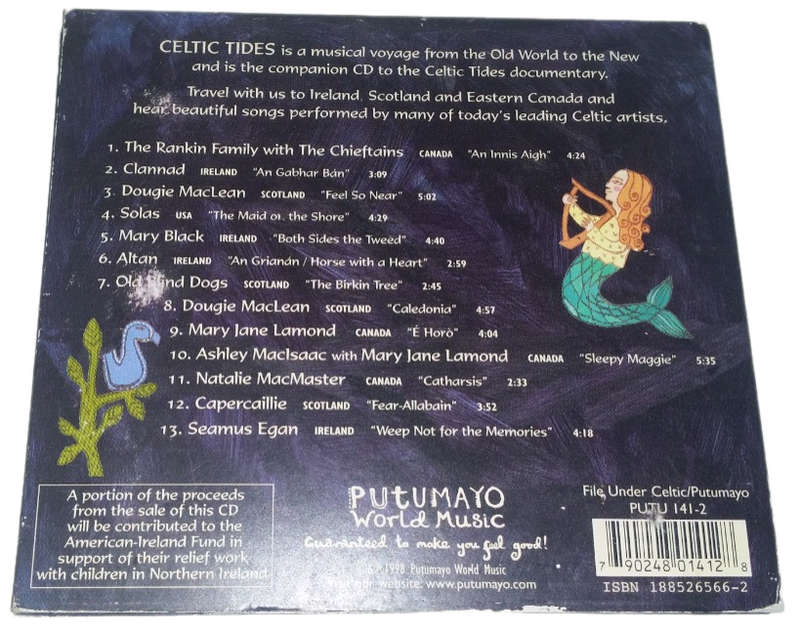 CELTIC TIDES is a musical voyage from the Old World to the New
and is the companion CD to the Celtic Tides documentary.
Travel with us to Ireland, Scotland and Eastern Canada and
hear beautiful songs performed by many of today's leading Celtic artists.
1. The Rankin Family with The Chieftains CANADA "An Innis Aigh" 4:24
2. Clannad IRELAND "An Gabhar Bán" 3:09
3. Dougie MacLean SCOTLAND "Feel So Near" 5:02
4. Solas USA "The Maid on the Shore" 4:29
5. Mary Black IRELAND "Both Sides the Tweed" 4:40
6. Altan IRELAND "An Grianán / Horse with a Heart" 2:59
7. Old Blind Dogs SCOTLAND "The Birkin Tree" 2:45
8. Dougie MacLean SCOTLAND "Caledonia" 4:57
9. Mary Jane Lamond CANADA "É Horò" 4:04
10. Ashley MacIsaac with Mary Jane Lamond CANADA "Sleepy Maggie" 5:35
11. Natalie MacMaster CANADA "Catharsis" 2:33
12. Capercaillie SCOTLAND "Fear-Allabain" 3:52
13. Seamus Egan IRELAND "Weep Not for the Memories" 4:18
A portion of the proceeds
from the sale of this CD
will be contributed to the
American-Ireland Fund in
support of their relief work
with children in Northern Ireland
PUTUMAYO
World Music
Guaranteed to make you feel good!
1998 Putumayo World Music
Visit our website: www.putumayo.com
File Under Celtic/Putumayo
PUTU 141-2
7 90248 01412 8
ISBN 188526566-2